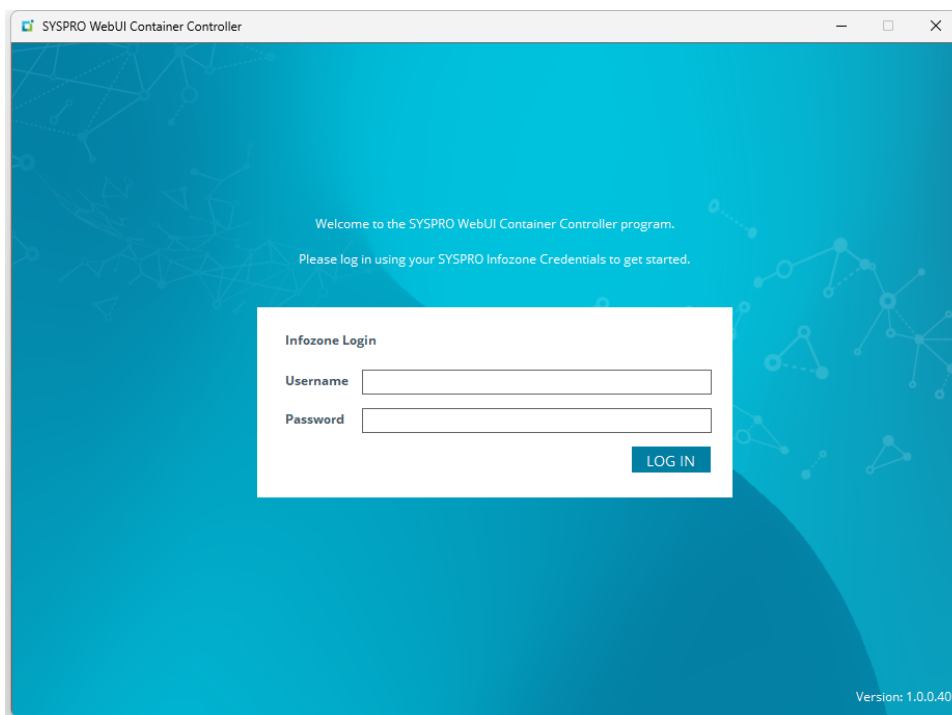 SYSPRO WebUI Container Controller
Welcome to the SYSPRO WebUI Container Controller program.
Please log in using your SYSPRO Infozone Credentials to get started.
Infozone Login
Username
Password
LOG IN
Version: 1.0.0.40